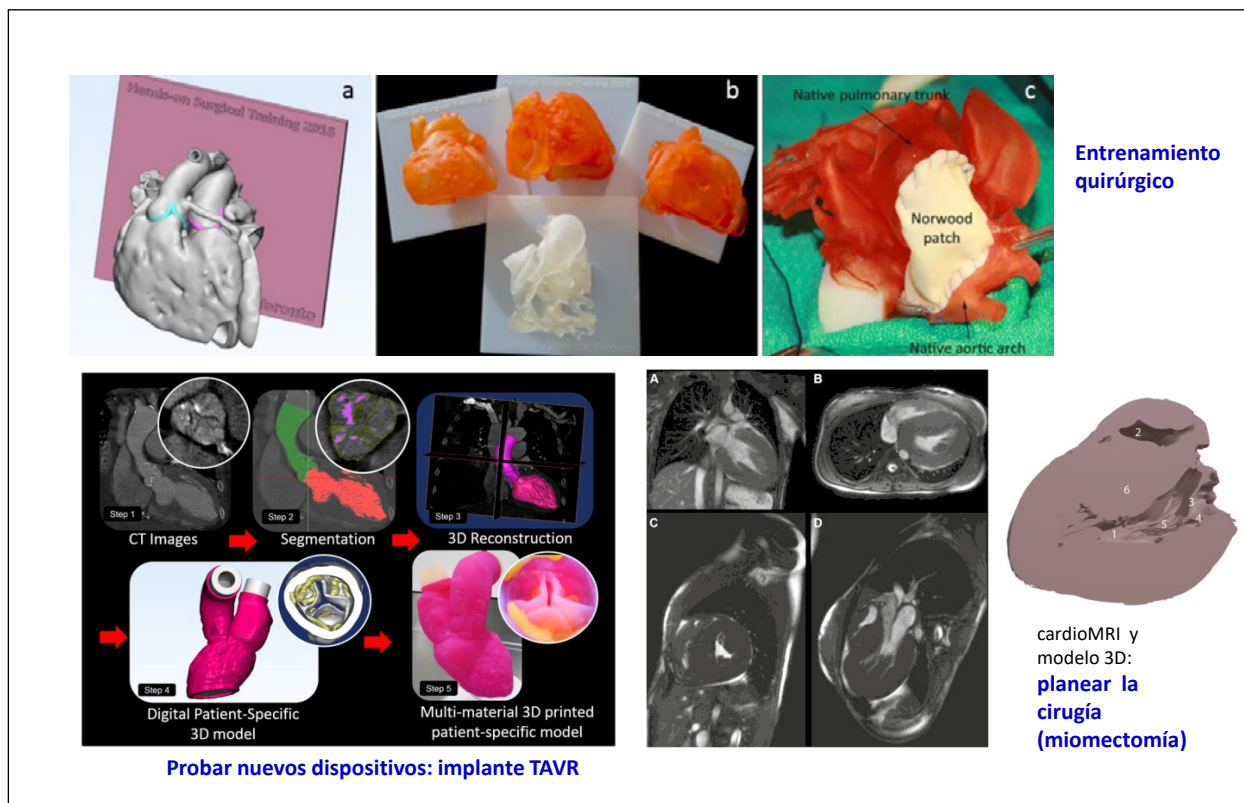 Hands-on Surgical Training 2016
a
b
c
Toronto
Native pulmonary trunk
Norwood
patch
Native aortic arch
Entrenamiento
quirúrgico
Step 1
CT Images
Step 2
Segmentation
Step 3
3D Reconstruction
Step 4
Digital Patient-Specific
3D model
Step 5
Multi-material 3D printed
patient-specific model
Probar nuevos dispositivos: implante TAVR
A
B
C
D
2
6
3
5
4
1
cardioMRI y
modelo 3D:
planear la
cirugía
(miomectomía)